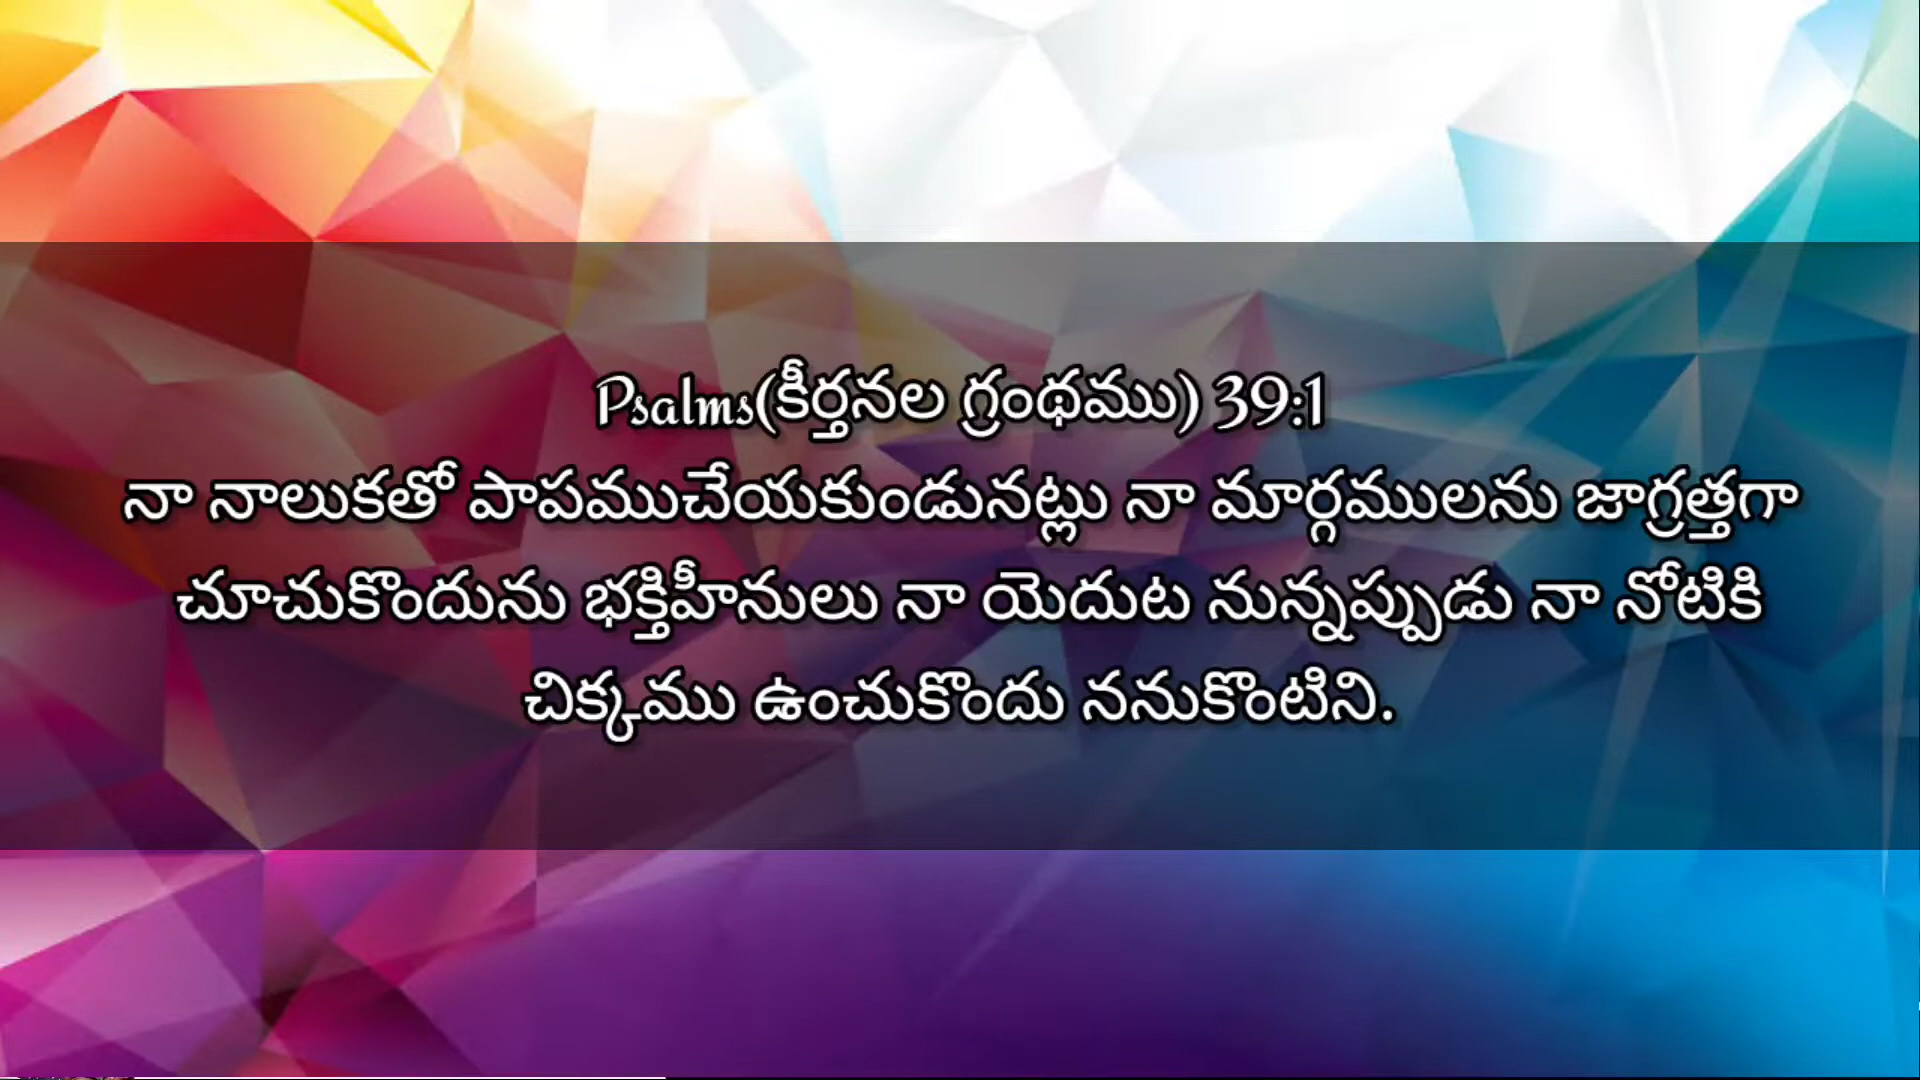 Psalms(కీర్తనల గ్రంథము) 39:1
నా నాలుకతో పాపముచేయకుండునట్లు నా మార్గములను జాగ్రత్తగా
చూచుకొందును భక్తిహీనులు నా యెదుట నున్నప్పుడు నా నోటికి
చిక్కము ఉంచుకొందు ననుకొంటిని.